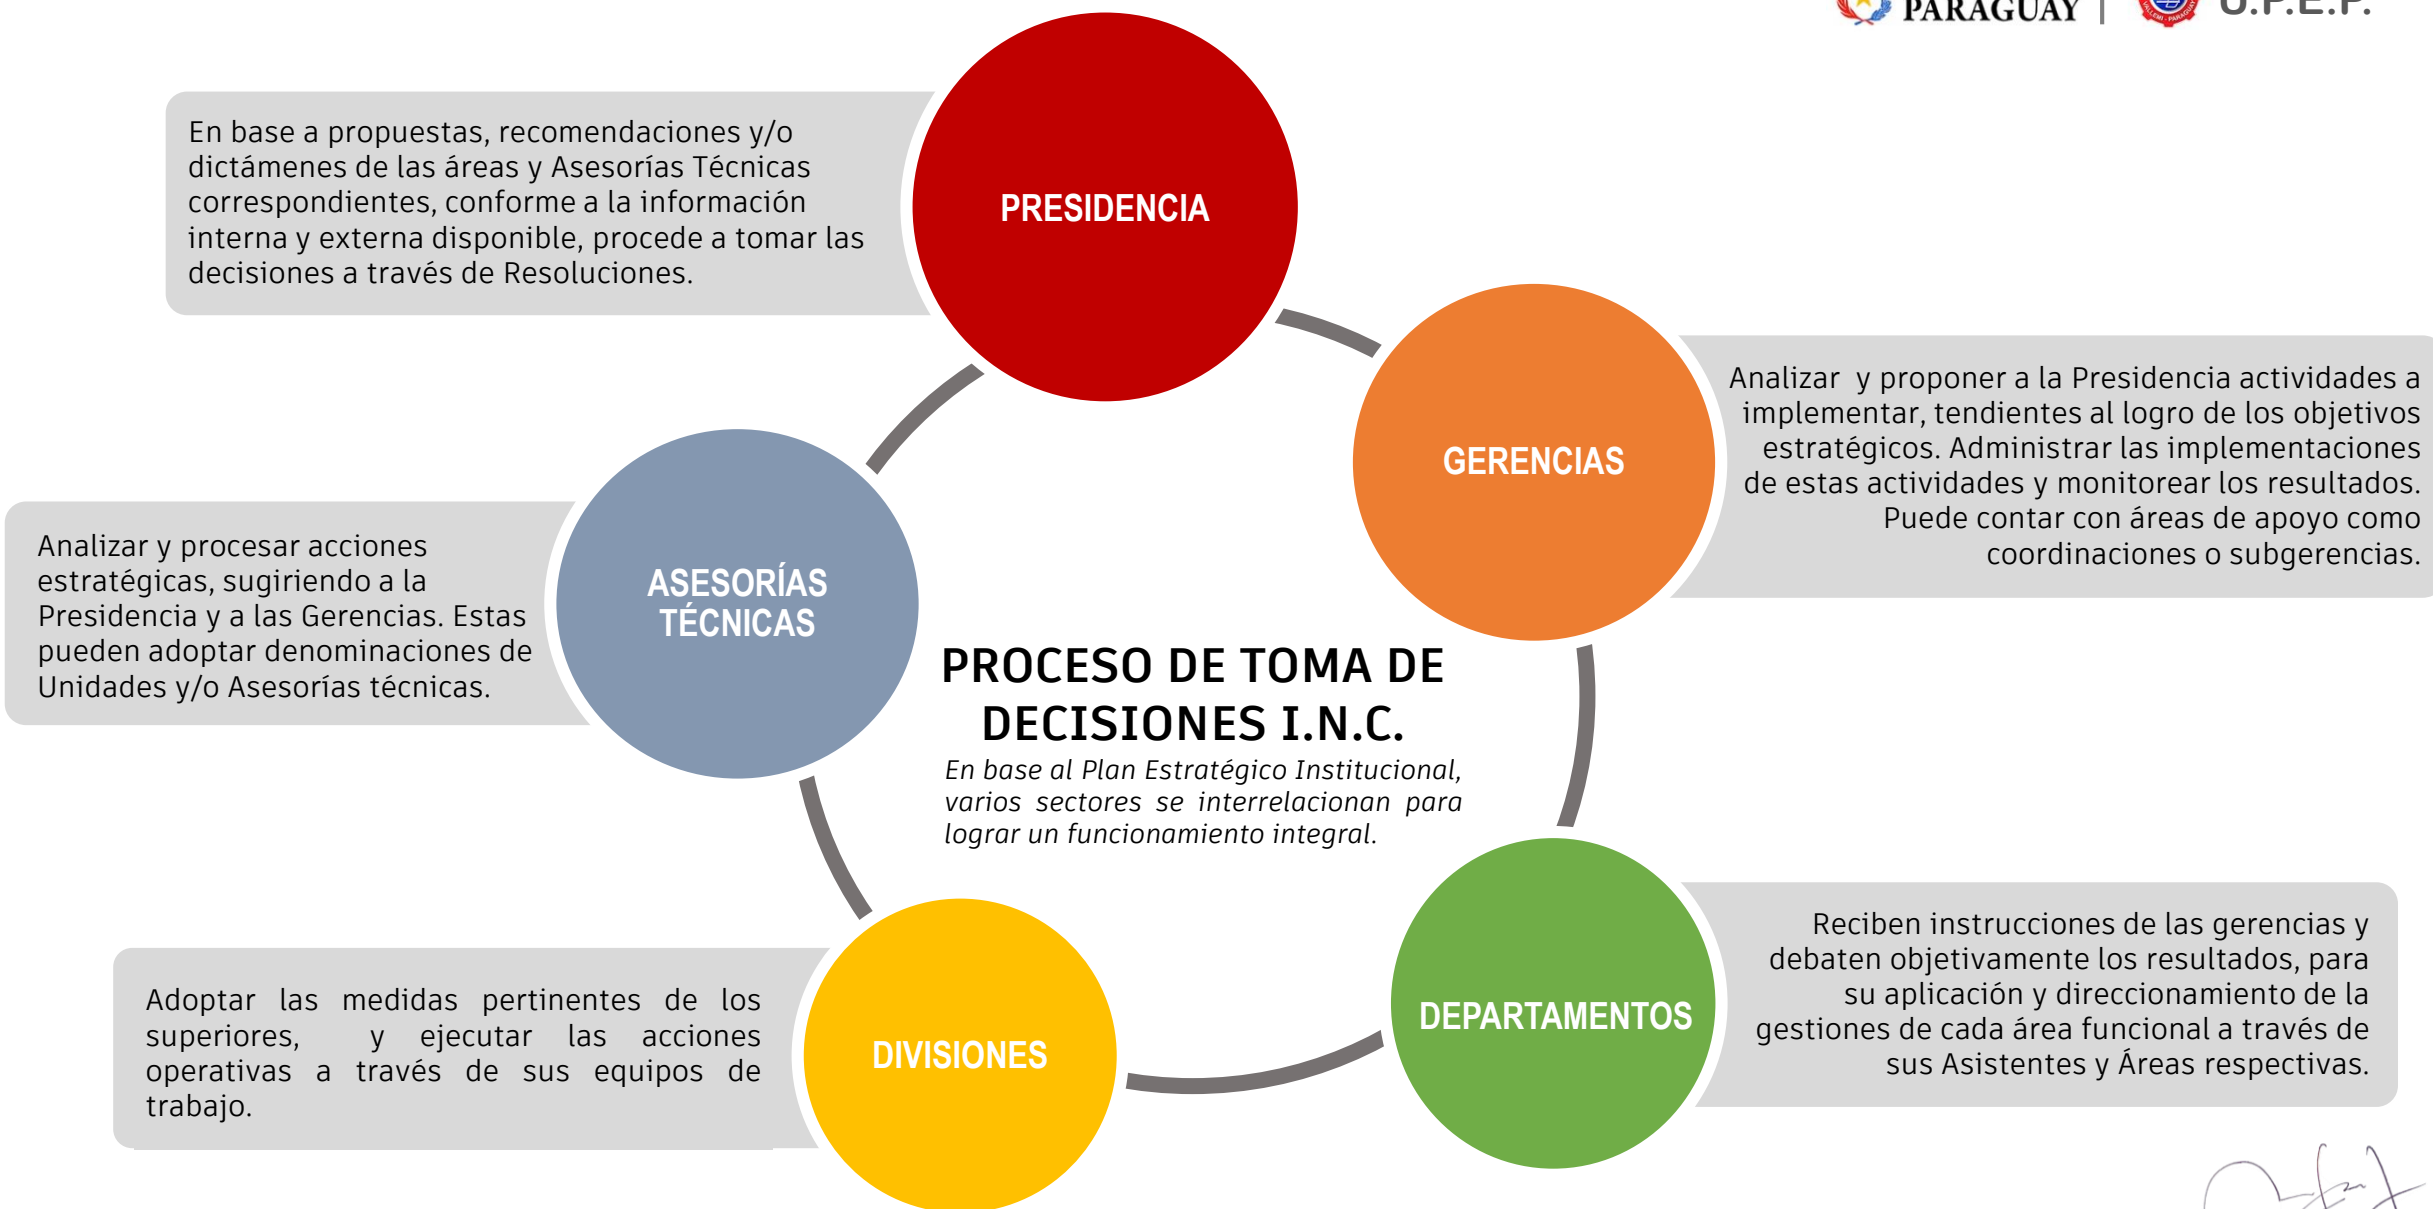 PARAGUAY
VALLEMI - PARAGUAY
U.P.E.P.
PRESIDENCIA
En base a propuestas, recomendaciones y/o
dictámenes de las áreas y Asesorías Técnicas
correspondientes, conforme a la información
interna y externa disponible, procede a tomar las
decisiones a través de Resoluciones.
GERENCIAS
Analizar y proponer a la Presidencia actividades a
implementar, tendientes al logro de los objetivos
estratégicos. Administrar las implementaciones
de estas actividades y monitorear los resultados.
Puede contar con áreas de apoyo como
coordinaciones o subgerencias.
ASESORÍAS
TÉCNICAS
Analizar y procesar acciones
estratégicas, sugiriendo a la
Presidencia y a las Gerencias. Estas
pueden adoptar denominaciones de
Unidades y/o Asesorías técnicas.
PROCESO DE TOMA DE
DECISIONES I.N.C.
En base al Plan Estratégico Institucional,
varios sectores se interrelacionan para
lograr un funcionamiento integral.
DEPARTAMENTOS
Reciben instrucciones de las gerencias y
debaten objetivamente los resultados, para
su aplicación y direccionamiento de la
gestiones de cada área funcional a través de
sus Asistentes y Áreas respectivas.
DIVISIONES
Adoptar las medidas pertinentes de los
superiores, y ejecutar las acciones
operativas a través de sus equipos de
trabajo.